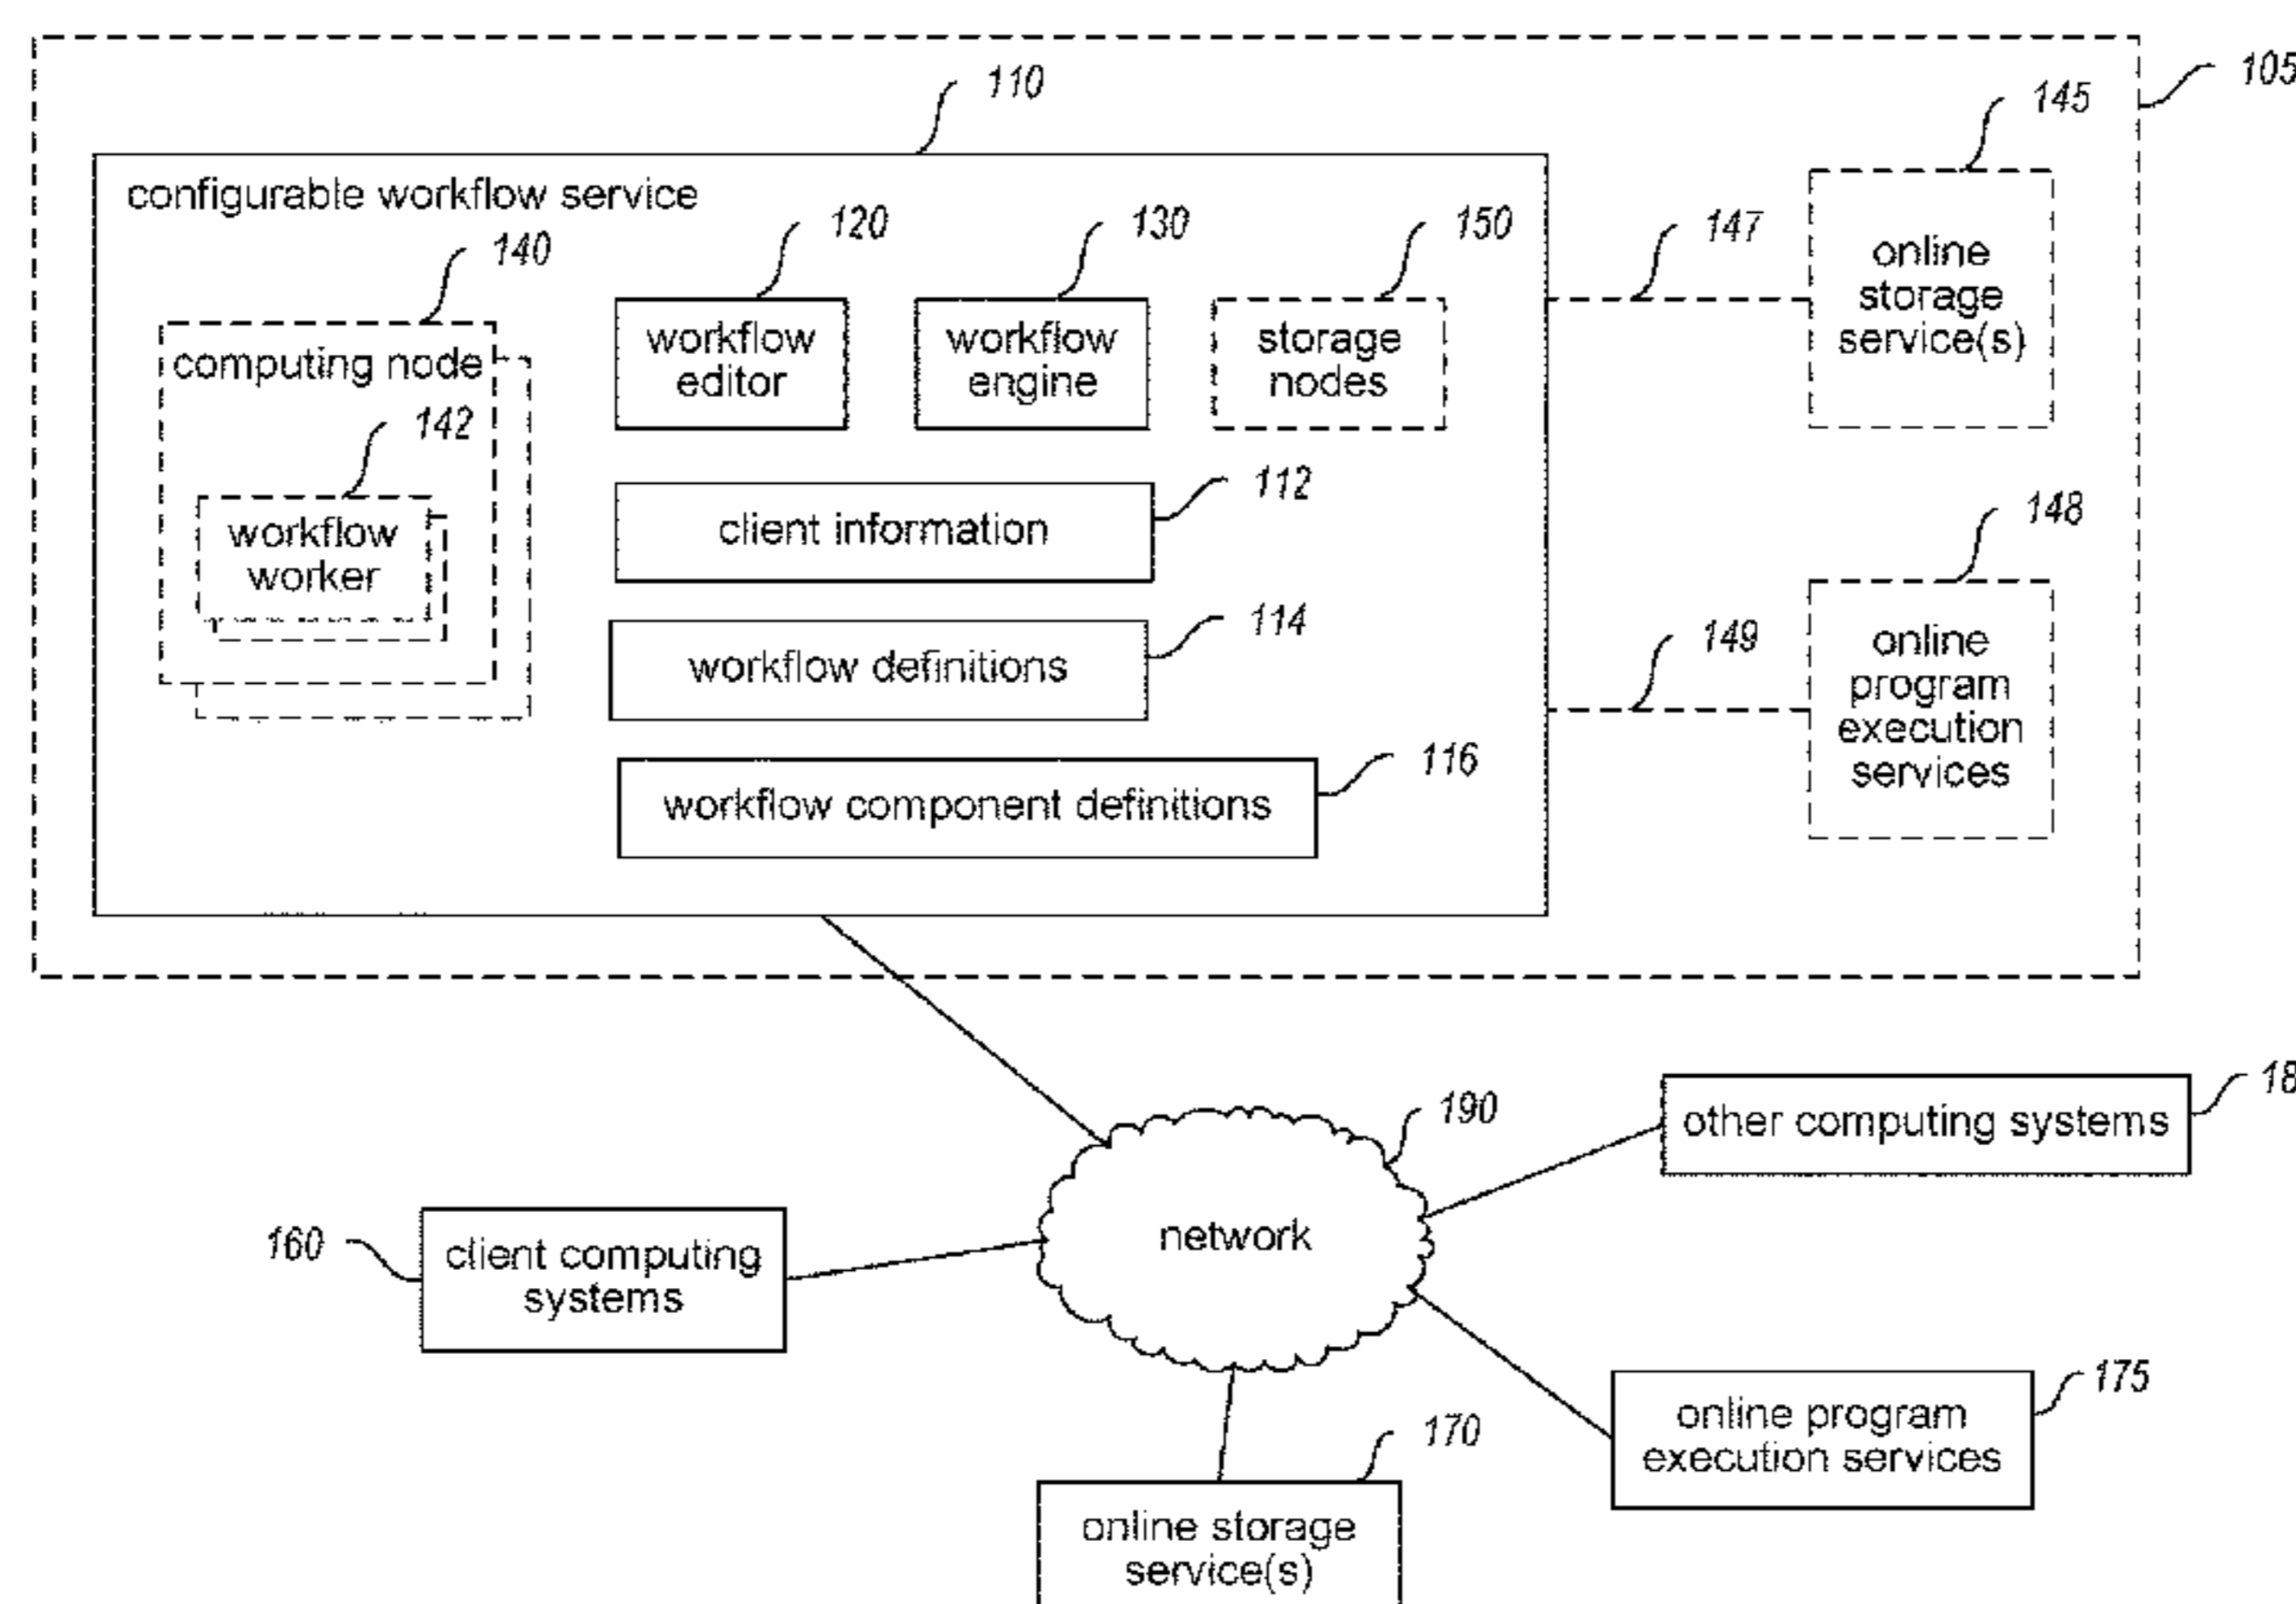 110
105
145
configurable workflow service
120
130
150
147
140
online
storage
service(s)
workflow
editor
workflow
engine
storage
nodes
computing node
142
112
client information
148
workflow
worker
114
149
online
program
execution
services
workflow definitions
116
workflow component definitions
190
other computing systems
18
network
160
client computing
systems
175
online program
execution services
170
online storage
service(s)